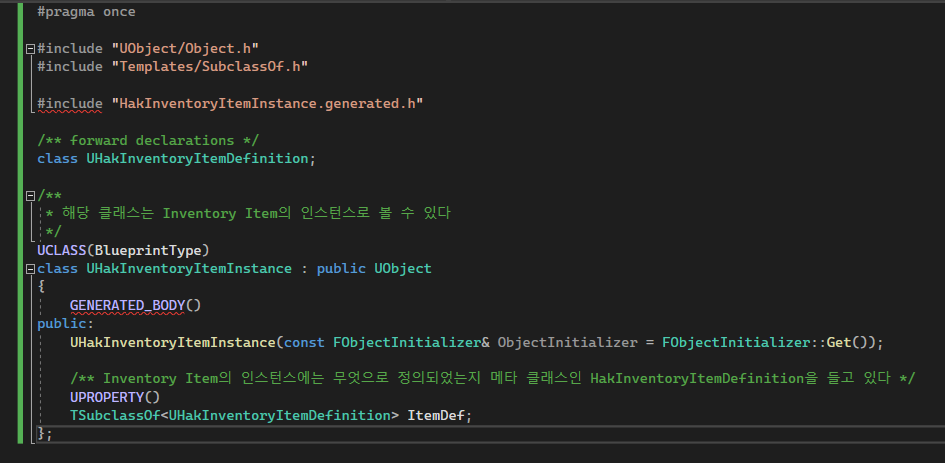 #pragma once
#include "UObject/Object.h"
#include "Templates/SubclassOf.h"
#include "HakInventoryItemInstance.generated.h"
/** forward declarations */
class UHakInventoryItemDefinition;
/**
* 해당 클래스는 Inventory Item의 인스턴스로 볼 수 있다
*/
UCLASS(BlueprintType)
class UHakInventoryItemInstance : public UObject
{
GENERATED_BODY()
public:
UHakInventoryItemInstance(const FObjectInitializer& ObjectInitializer = FObjectInitializer::Get());
/** Inventory Item의 인스턴스에는 무엇으로 정의되었는지 메타 클래스인 HakInventoryItemDefinition을 들고 있다 */
UPROPERTY()
TSubclassOf<UHakInventoryItemDefinition> ItemDef;
};